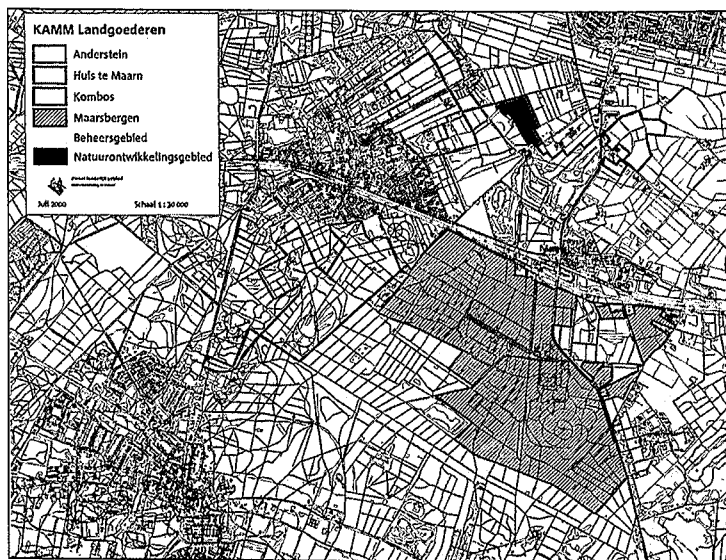 KAMM Landgoederen
Anderstein
Huis te Maarn
Kombos
Maarsbergen
Beheersgebied
Natuurontwikkelingsgebied
Juli 2000 Schaal 1:30 000